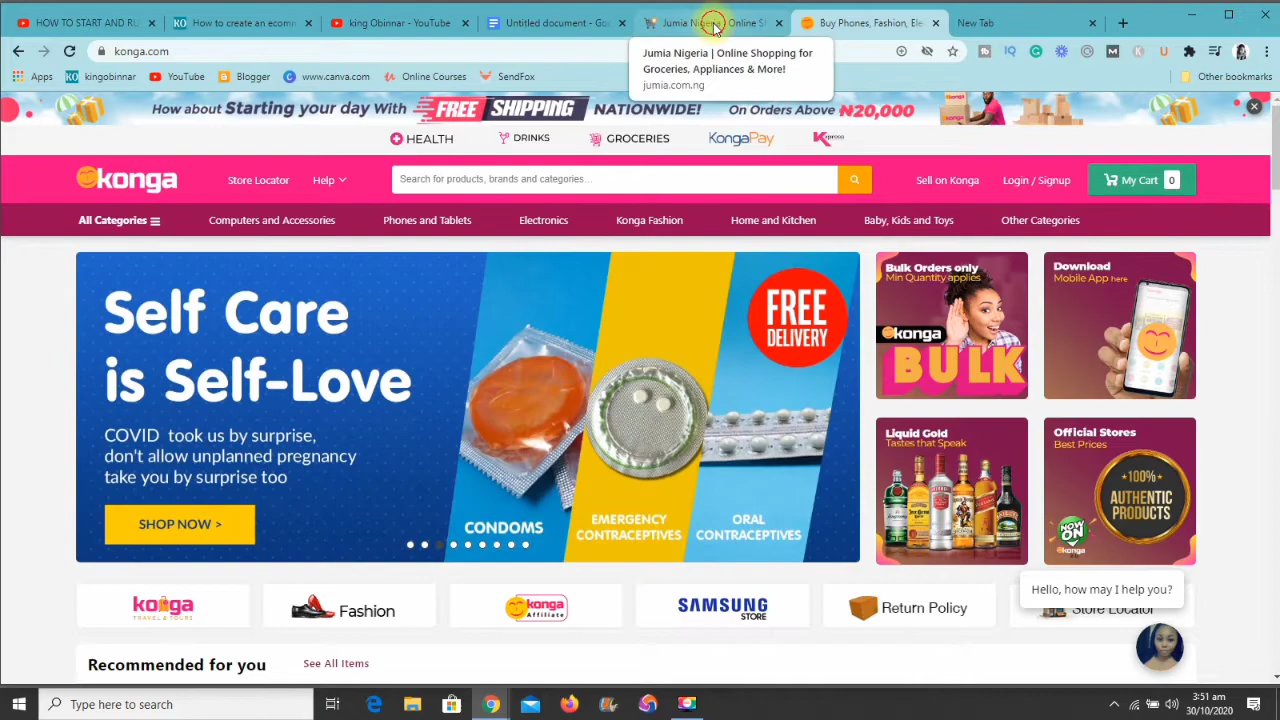 HOW TO START AND RU
How to create an ecomm
king Obinnar - YouTube
Untitled document - Goo
Jumia Nigeria | Online Sh
Buy Phones, Fashion, Ele
New Tab
konga.com
Jumia Nigeria | Online Shopping for
Groceries, Appliances & More!
jumia.com.ng
Apps
kingobinnar
YouTube
Blogger
www.canva.com
Online Courses
SendFox
Other bookmarks
How about Starting your Day With FREE SHIPPING NATIONWIDE! On Orders Above ₦20,000
HEALTH
DRINKS
GROCERIES
KongaPay
Kxpress
konga
Store Locator
Help
Search for products, brands and categories...
Sell on Konga
Login / Signup
My Cart 0
All Categories
Computers and Accessories
Phones and Tablets
Electronics
Konga Fashion
Home and Kitchen
Baby, Kids and Toys
Other Categories
Self Care
is Self-Love
COVID took us by surprise,
don't allow unplanned pregnancy
take you by surprise too
SHOP NOW >
FREE
DELIVERY
CONDOMS
EMERGENCY
CONTRACEPTIVES
ORAL
CONTRACEPTIVES
Bulk Orders only
Min Quantity applies
konga
BULK
Download
Mobile App here
Liquid Gold
Tastes that Speak
Official Stores
Best Prices
100%
AUTHENTIC
PRODUCTS
NOW
ON
konga
Hello, how may I help you?
konga
TRAVEL & TOURS
Fashion
konga
Affiliate
SAMSUNG
STORE
Return Policy
Store Locator
Recommended for you
See All Items
Type here to search
3:51 am
30/10/2020